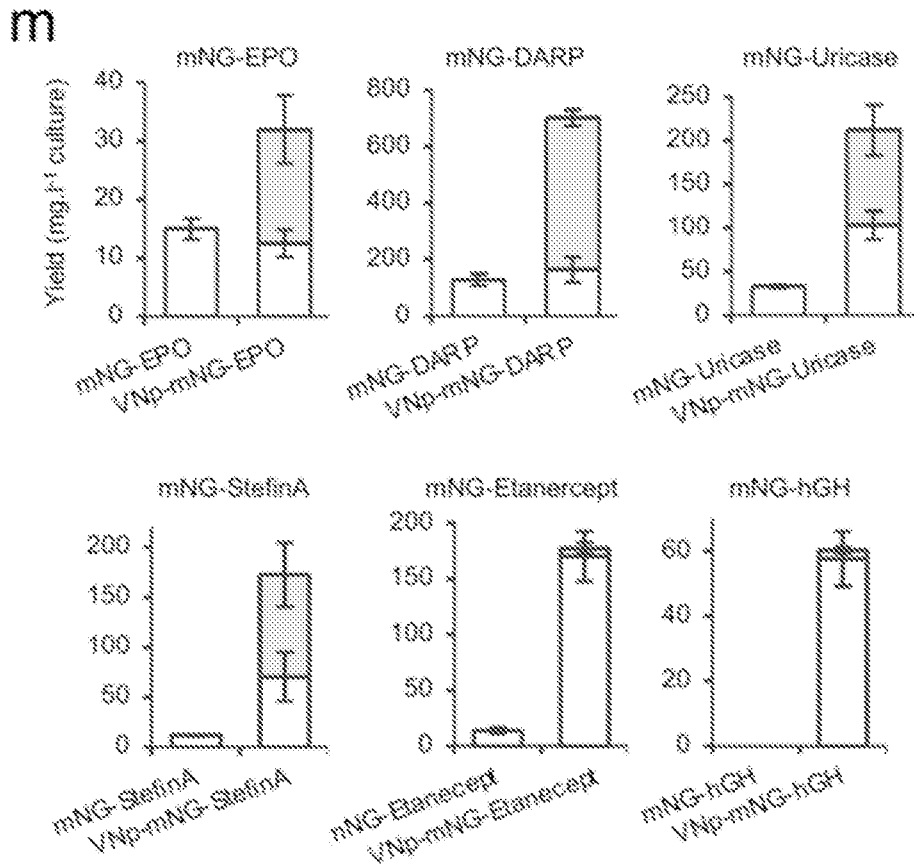 m
mNG-EPO
mNG-DARP
mNG-Uricase
Yield (mg.l⁻¹ culture)
40
30
20
10
0
800
600
400
200
0
250
200
150
100
50
0
mNG-EPO
VNp-mNG-EPO
mNG-DARP
VNp-mNG-DARP
mNG-Uricase
VNp-mNG-Uricase
mNG-StefinA
mNG-Etanercept
mNG-hGH
200
150
100
50
0
200
150
100
50
0
60
40
20
0
mNG-StefinA
VNp-mNG-StefinA
nNG-Etanecept
VNp-mNG-Etanecept
mNG-hGH
VNp-mNG-hGH